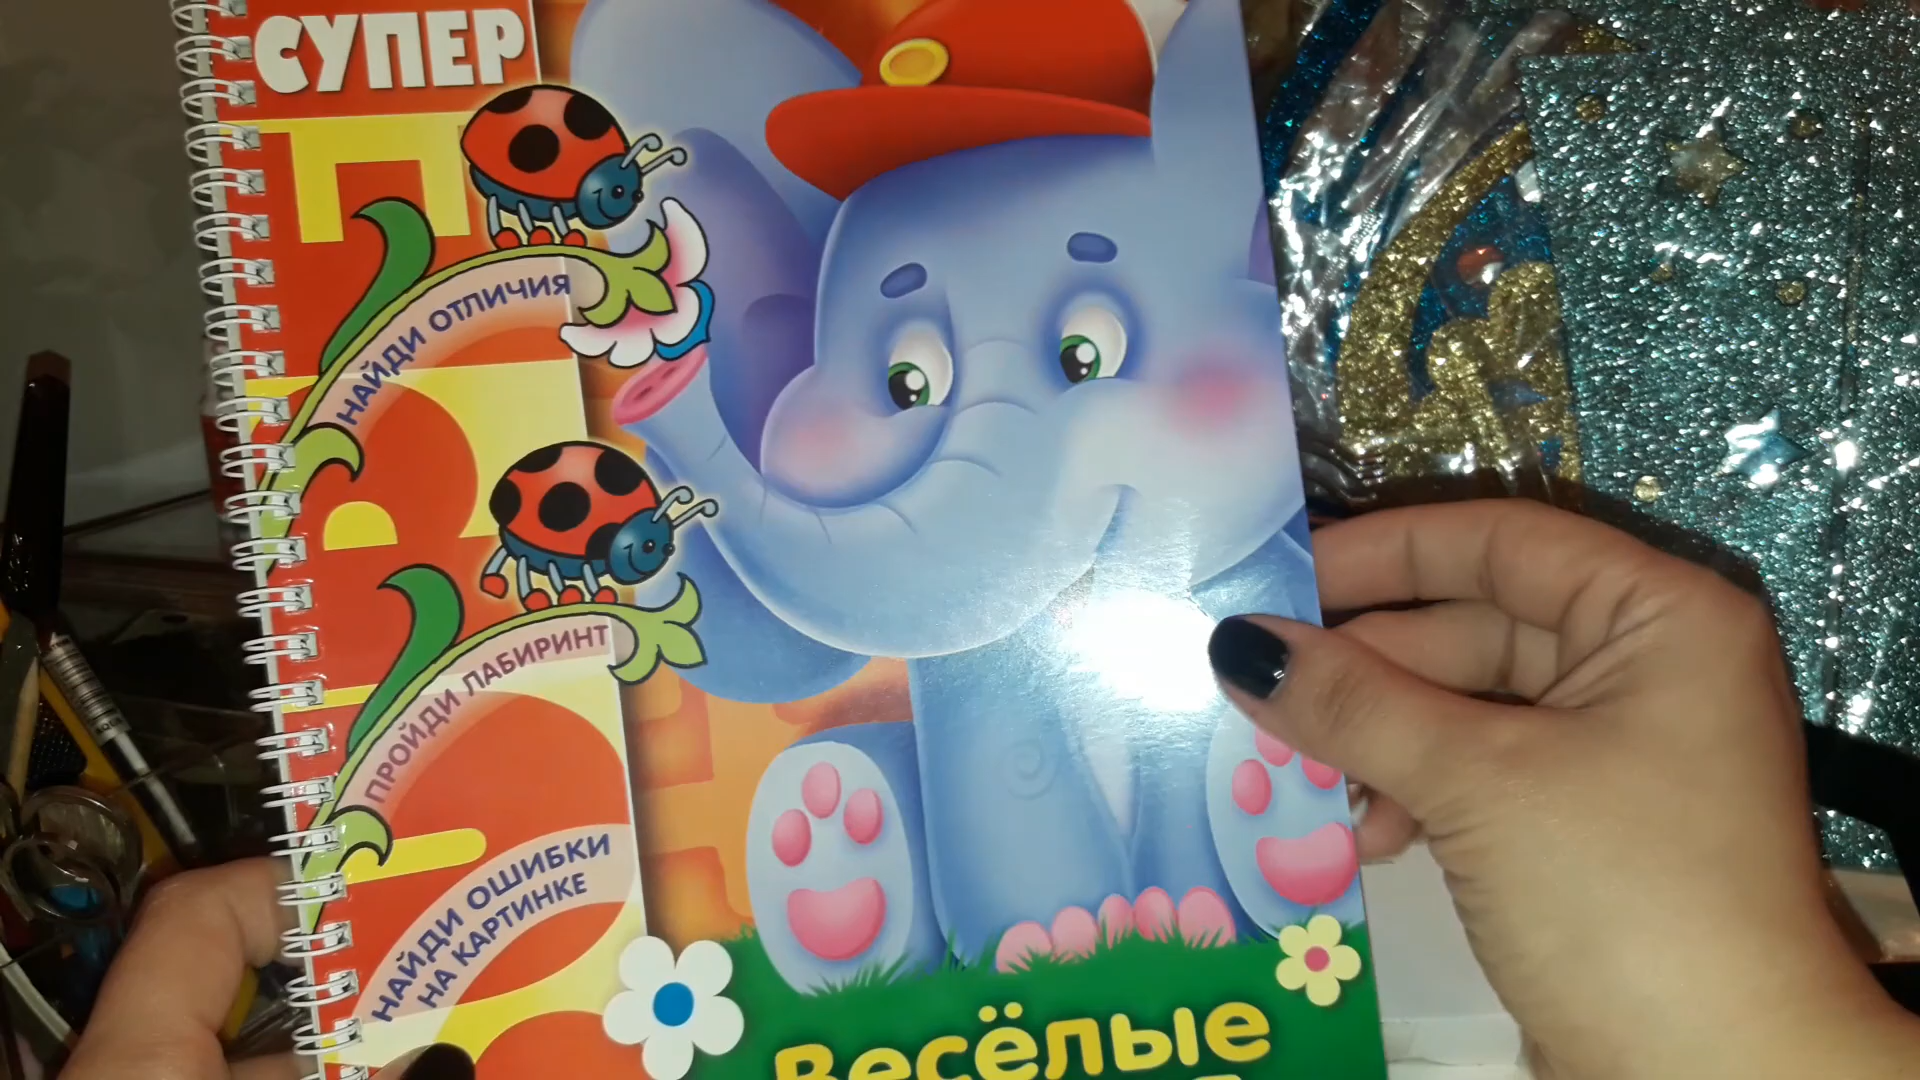 СУПЕР
НАЙДИ ОТЛИЧИЯ
ПРОЙДИ ЛАБИРИНТ
НАЙДИ ОШИБКИ
НА КАРТИНКЕ
Весёлые